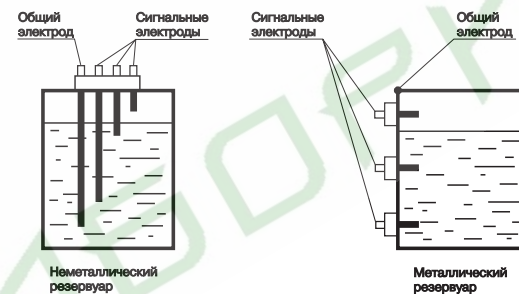 Общий
электрод
Сигнальные
электроды
Сигнальные
электроды
Общий
электрод
Неметаллический
резервуар
Металлический
резервуар